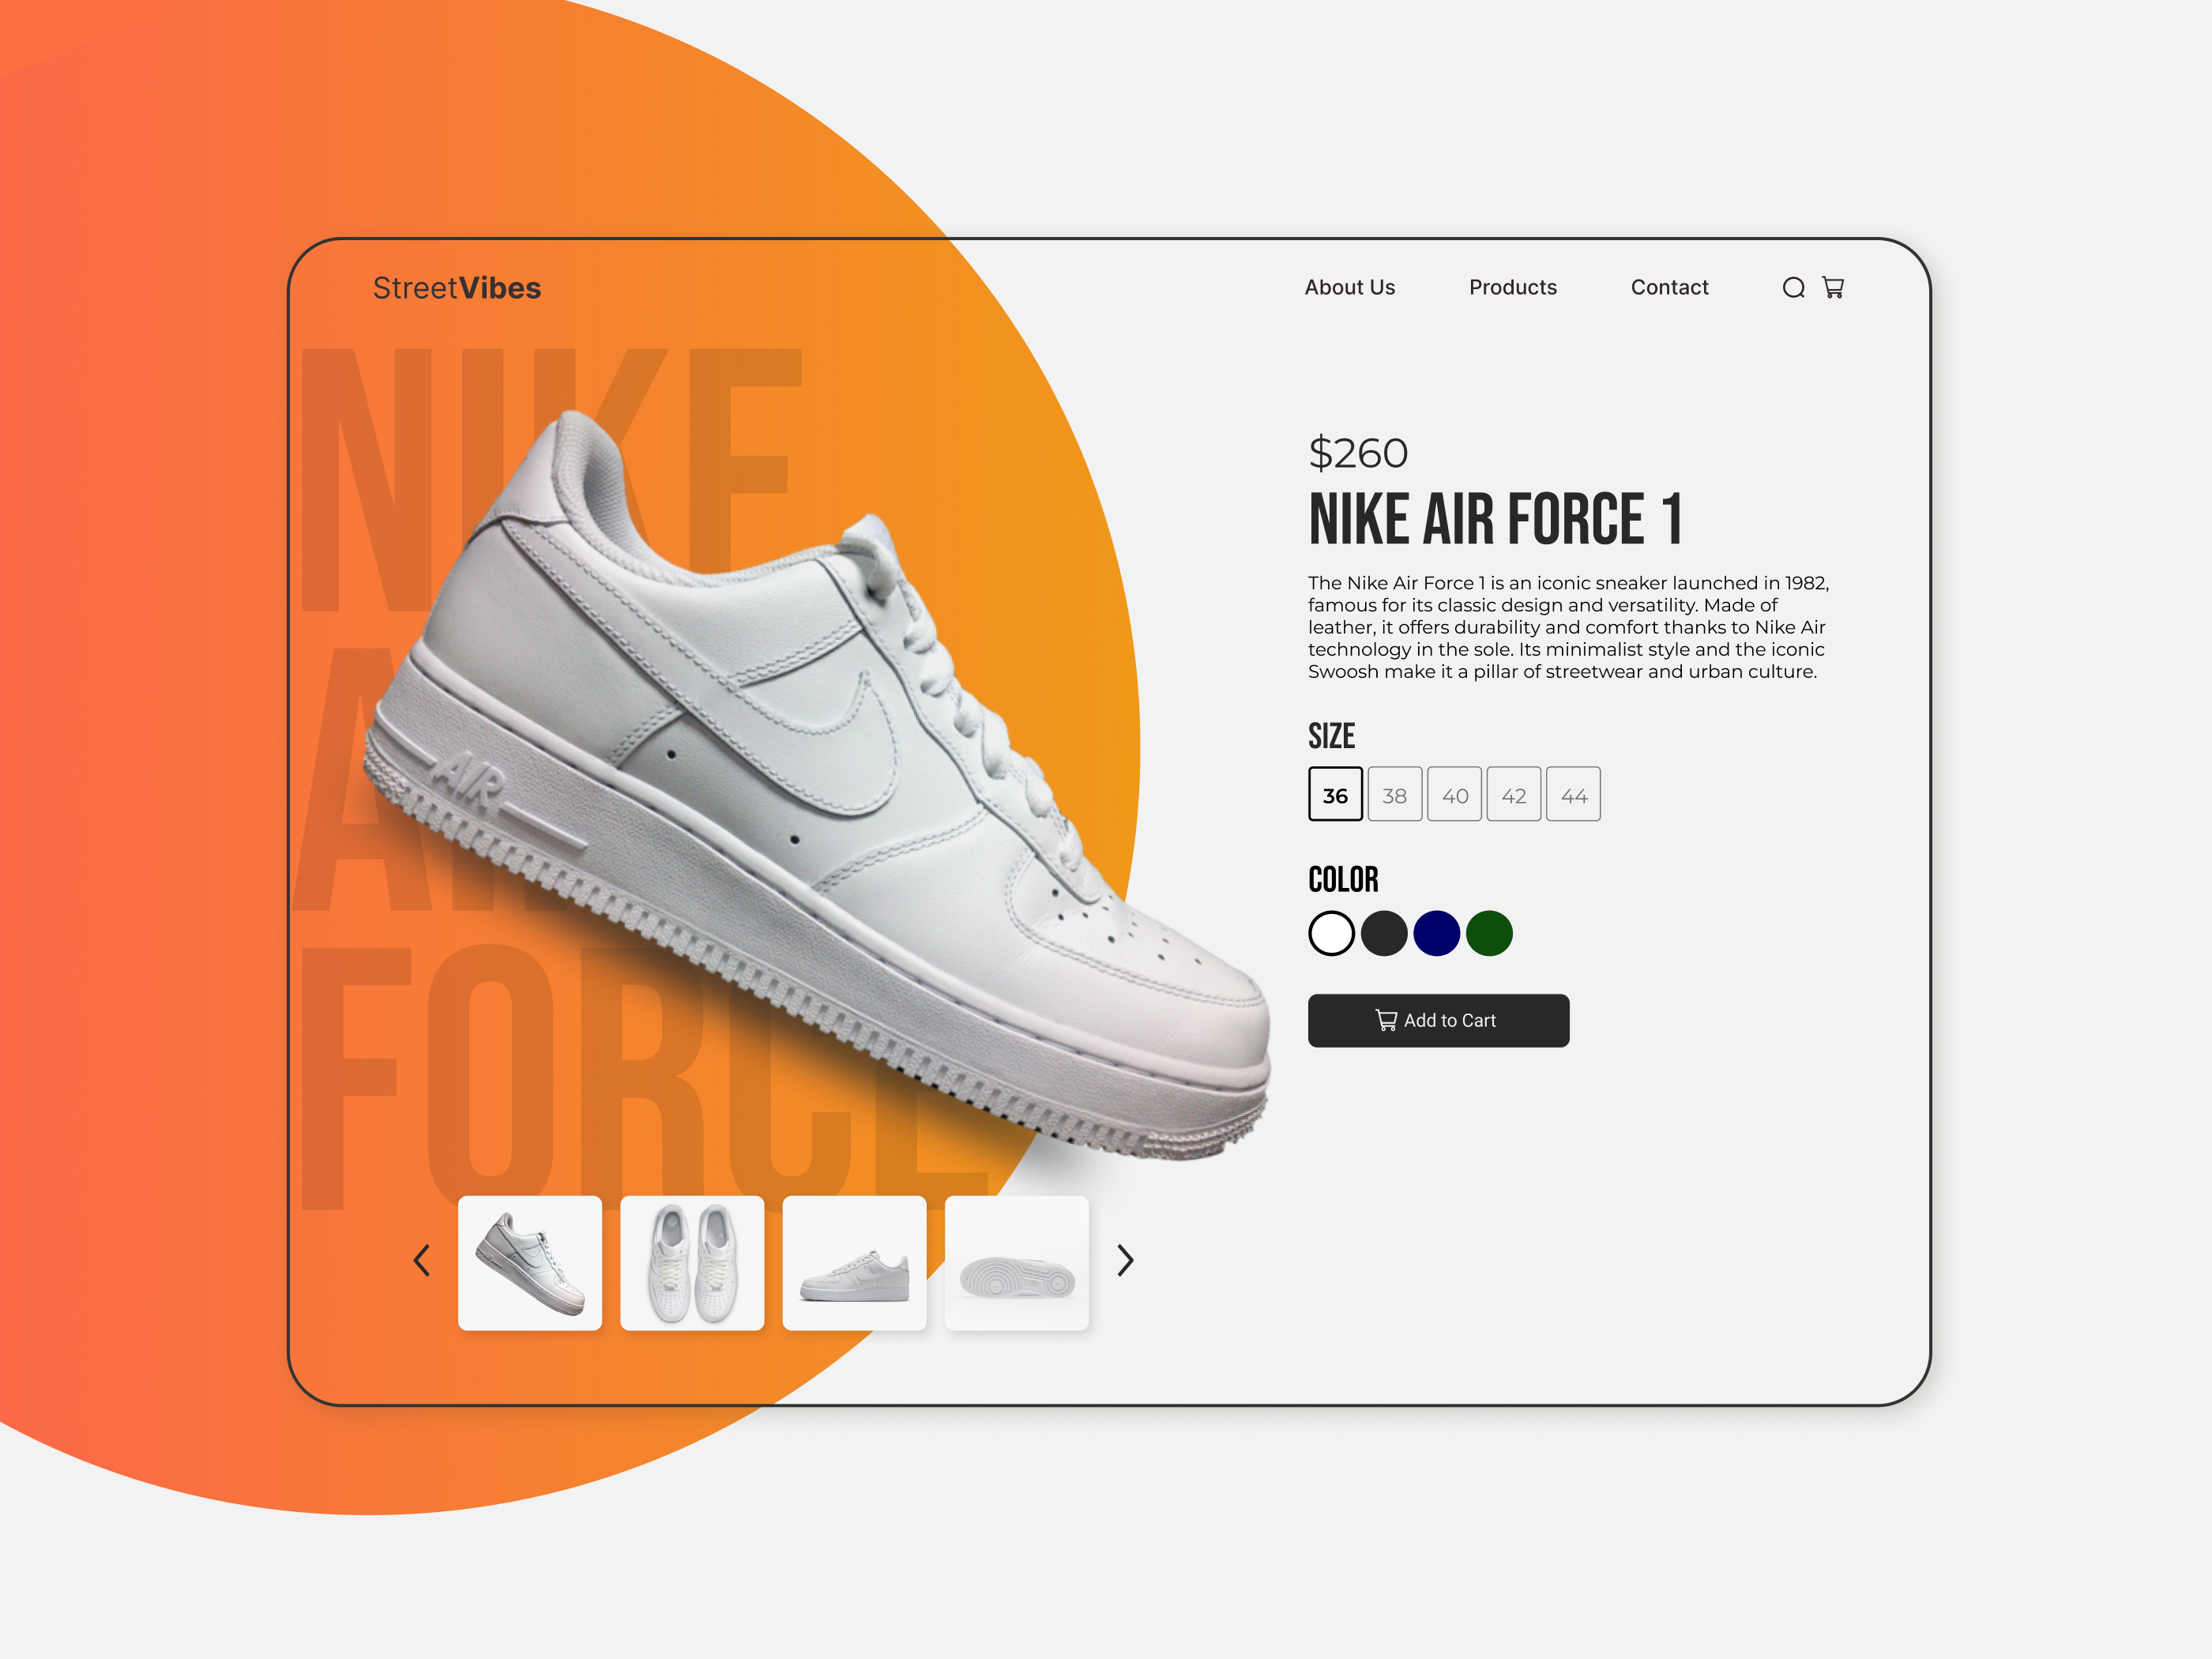 StreetVibes
About Us
Products
Contact
NIKE
AIR
FORCE
AIR
$260
NIKE AIR FORCE 1
The Nike Air Force 1 is an iconic sneaker launched in 1982,
famous for its classic design and versatility. Made of
leather, it offers durability and comfort thanks to Nike Air
technology in the sole. Its minimalist style and the iconic
Swoosh make it a pillar of streetwear and urban culture.
SIZE
36
38
40
42
44
COLOR
Add to Cart